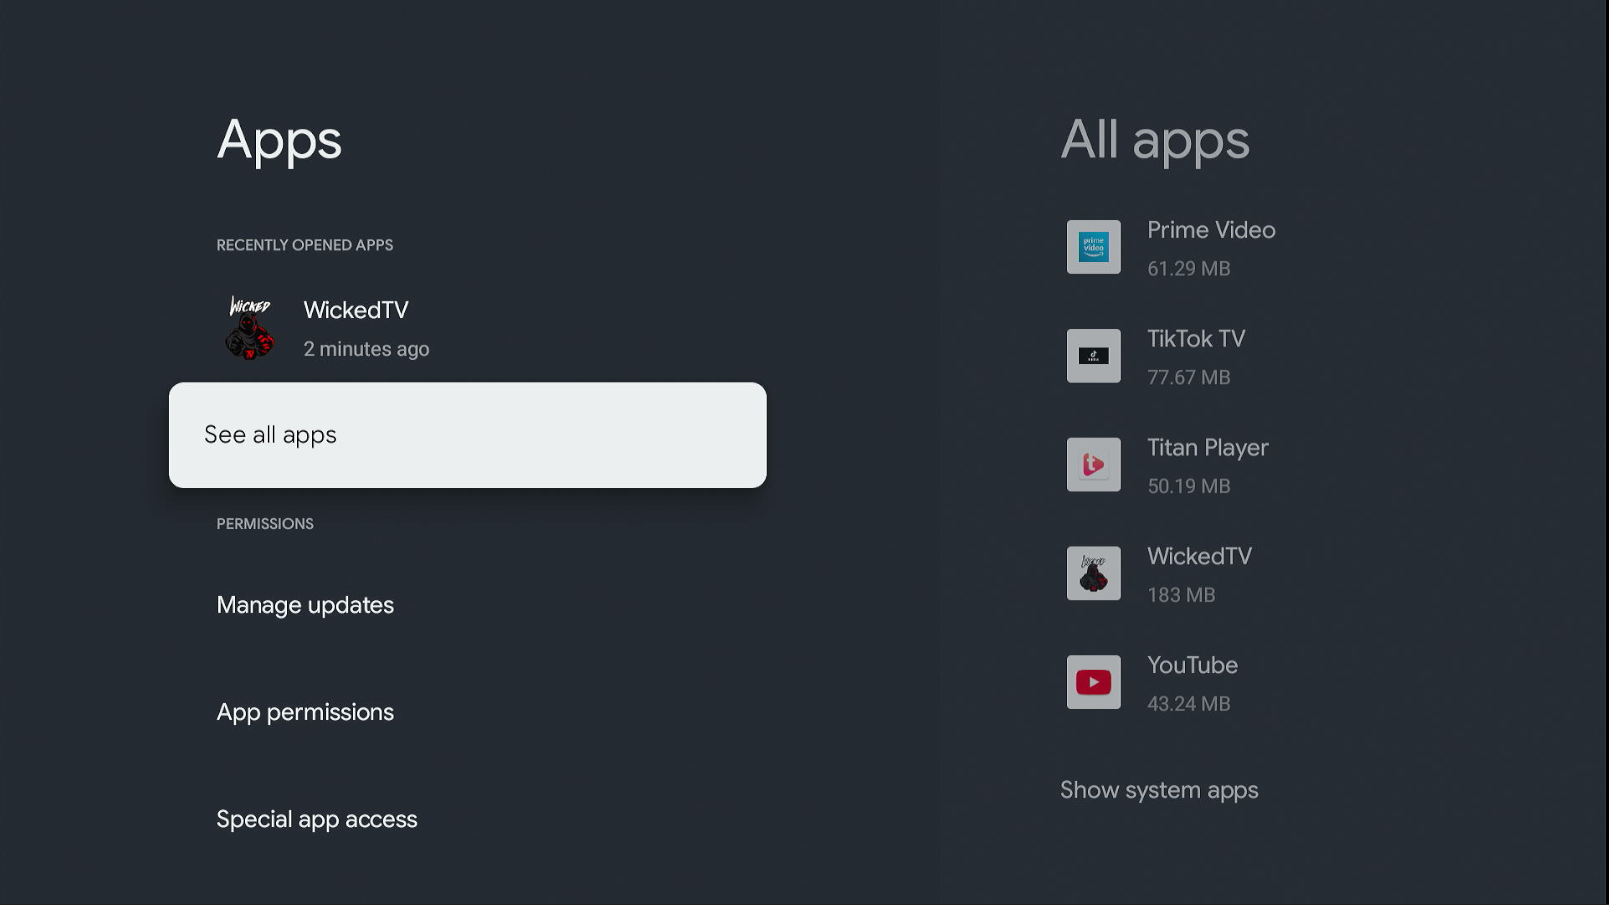 Apps
RECENTLY OPENED APPS
WICKED
WickedTV
2 minutes ago
See all apps
PERMISSIONS
Manage updates
App permissions
Special app access
All apps
prime
video
Prime Video
61.29 MB
TikTok TV
77.67 MB
t
Titan Player
50.19 MB
WICKED
WickedTV
183 MB
YouTube
43.24 MB
Show system apps